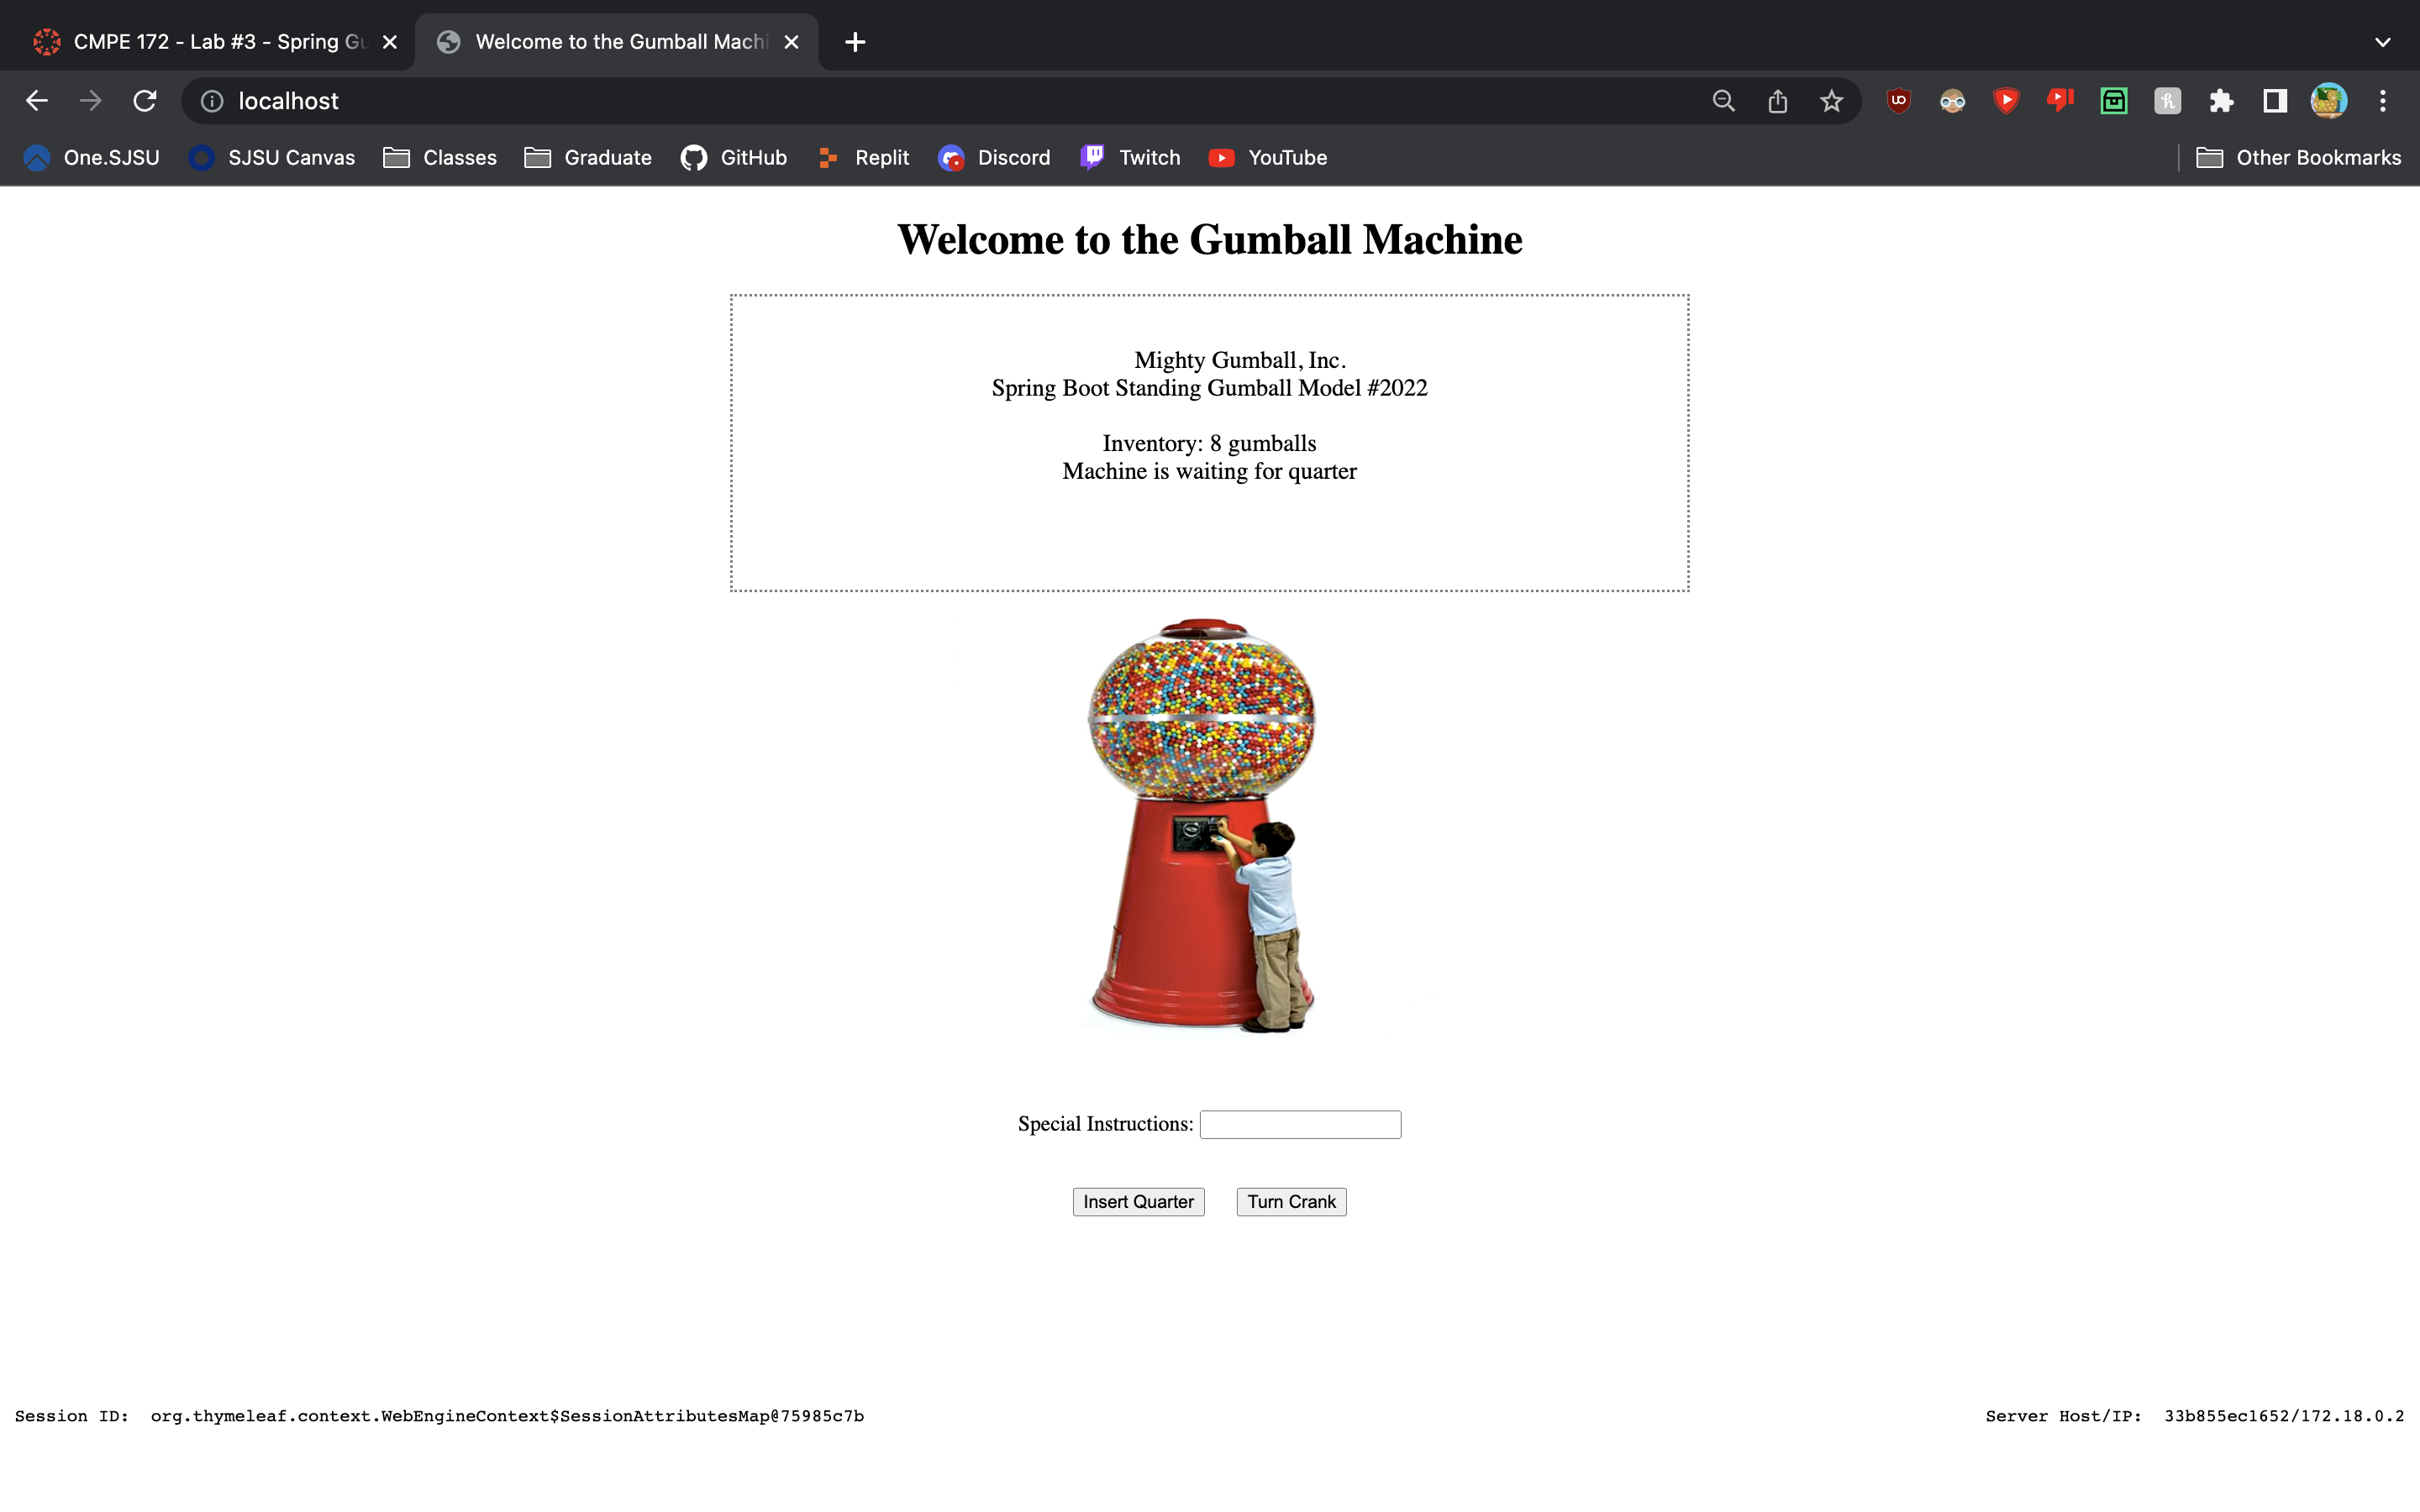 CMPE 172 - Lab #3 - Spring Gu
Welcome to the Gumball Machi
localhost
One.SJSU SJSU Canvas Classes Graduate GitHub Replit Discord Twitch YouTube Other Bookmarks
Welcome to the Gumball Machine
Mighty Gumball, Inc.
Spring Boot Standing Gumball Model #2022
Inventory: 8 gumballs
Machine is waiting for quarter
Special Instructions:
Insert Quarter Turn Crank
Session ID: org.thymeleaf.context.WebEngineContext$SessionAttributesMap@75985c7b
Server Host/IP: 33b855ec1652/172.18.0.2